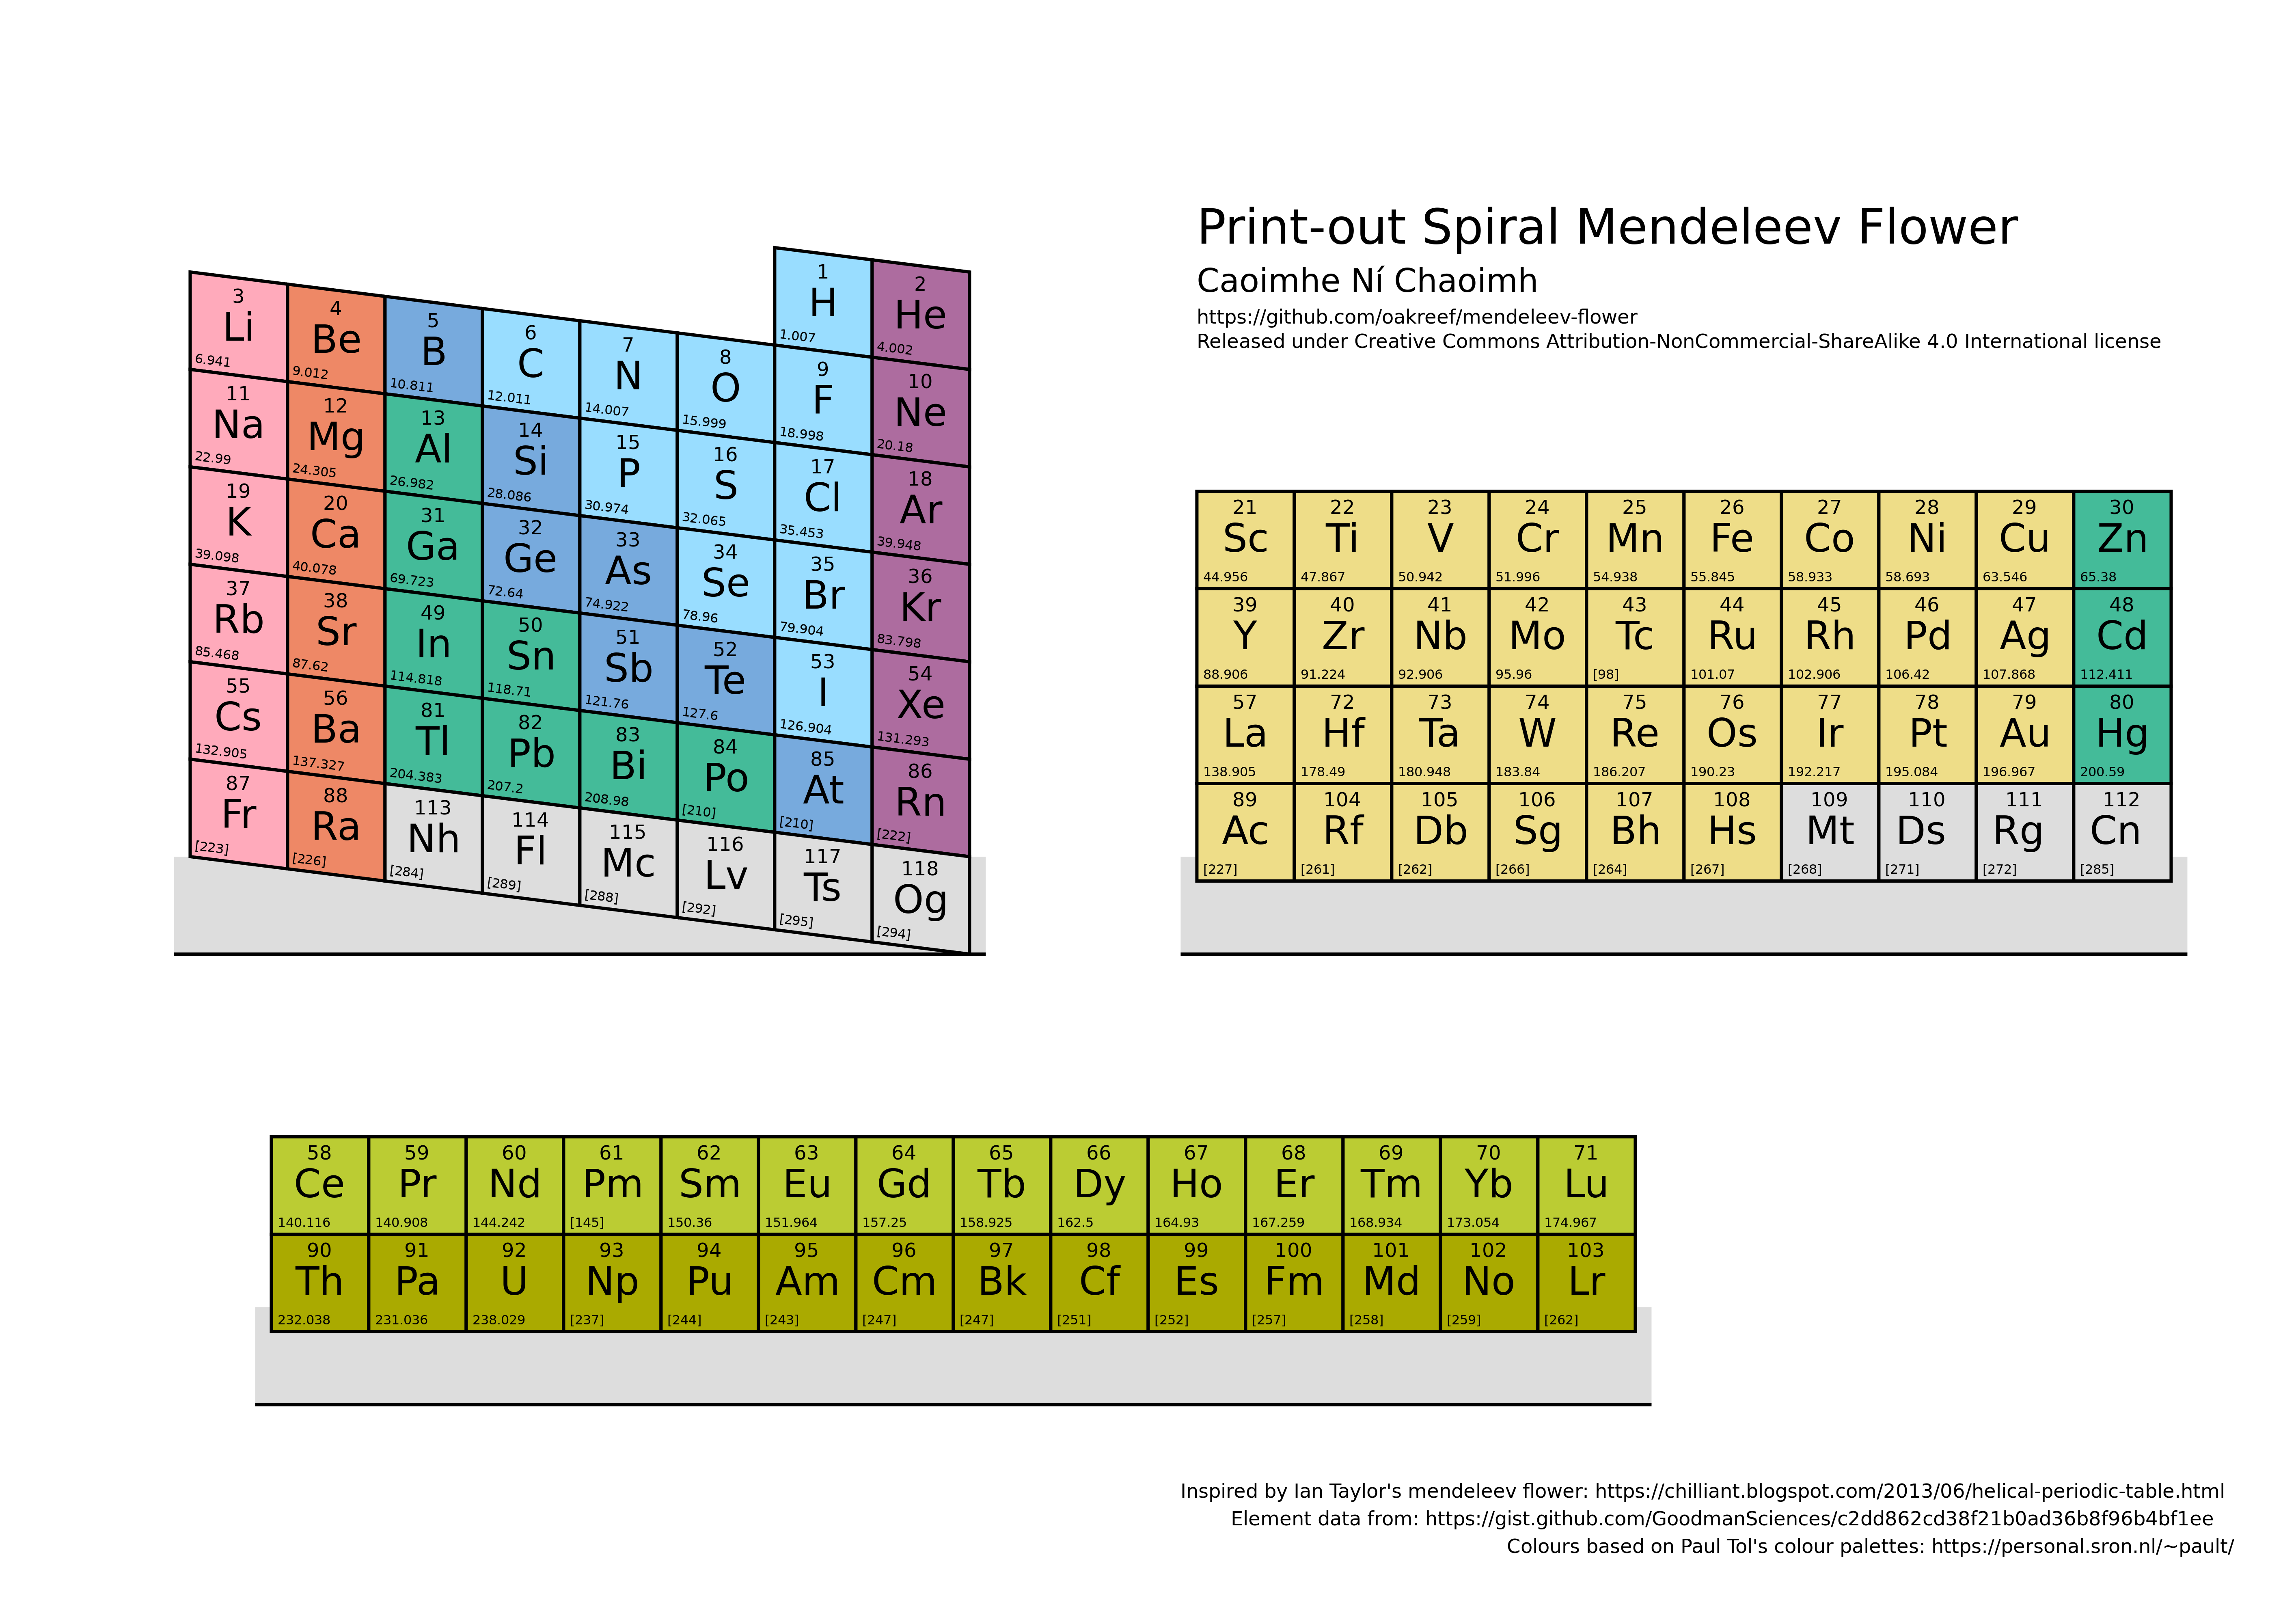 Print-out Spiral Mendeleev Flower
Caoimhe Ní Chaoimh
https://github.com/oakreef/mendeleev-flower
Released under Creative Commons Attribution-NonCommercial-ShareAlike 4.0 International license
1 2
H He
1.007 4.002
3 4 5 6 7 8 9 10
Li Be B C N O F Ne
6.941 9.012 10.811 12.011 14.007 15.999 18.998 20.18
11 12 13 14 15 16 17 18
Na Mg Al Si P S Cl Ar
22.99 24.305 26.982 28.086 30.974 32.065 35.453 39.948
19 20 31 32 33 34 35 36
K Ca Ga Ge As Se Br Kr
39.098 40.078 69.723 72.64 74.922 78.96 79.904 83.798
37 38 49 50 51 52 53 54
Rb Sr In Sn Sb Te I Xe
85.468 87.62 114.818 118.71 121.76 127.6 126.904 131.293
55 56 81 82 83 84 85 86
Cs Ba Tl Pb Bi Po At Rn
132.905 137.327 204.383 207.2 208.98 [210] [210] [222]
87 88 113 114 115 116 117 118
Fr Ra Nh Fl Mc Lv Ts Og
[223] [226] [284] [289] [288] [292] [295] [294]
21 22 23 24 25 26 27 28 29 30
Sc Ti V Cr Mn Fe Co Ni Cu Zn
44.956 47.867 50.942 51.996 54.938 55.845 58.933 58.693 63.546 65.38
39 40 41 42 43 44 45 46 47 48
Y Zr Nb Mo Tc Ru Rh Pd Ag Cd
88.906 91.224 92.906 95.96 [98] 101.07 102.906 106.42 107.868 112.411
57 72 73 74 75 76 77 78 79 80
La Hf Ta W Re Os Ir Pt Au Hg
138.905 178.49 180.948 183.84 186.207 190.23 192.217 195.084 196.967 200.59
89 104 105 106 107 108 109 110 111 112
Ac Rf Db Sg Bh Hs Mt Ds Rg Cn
[227] [261] [262] [266] [264] [267] [268] [271] [272] [285]
58 59 60 61 62 63 64 65 66 67 68 69 70 71
Ce Pr Nd Pm Sm Eu Gd Tb Dy Ho Er Tm Yb Lu
140.116 140.908 144.242 [145] 150.36 151.964 157.25 158.925 162.5 164.93 167.259 168.934 173.054 174.967
90 91 92 93 94 95 96 97 98 99 100 101 102 103
Th Pa U Np Pu Am Cm Bk Cf Es Fm Md No Lr
232.038 231.036 238.029 [237] [244] [243] [247] [247] [251] [252] [257] [258] [259] [262]
Inspired by Ian Taylor's mendeleev flower: https://chilliant.blogspot.com/2013/06/helical-periodic-table.html
Element data from: https://gist.github.com/GoodmanSciences/c2dd862cd38f21b0ad36b8f96b4bf1ee
Colours based on Paul Tol's colour palettes: https://personal.sron.nl/~pault/